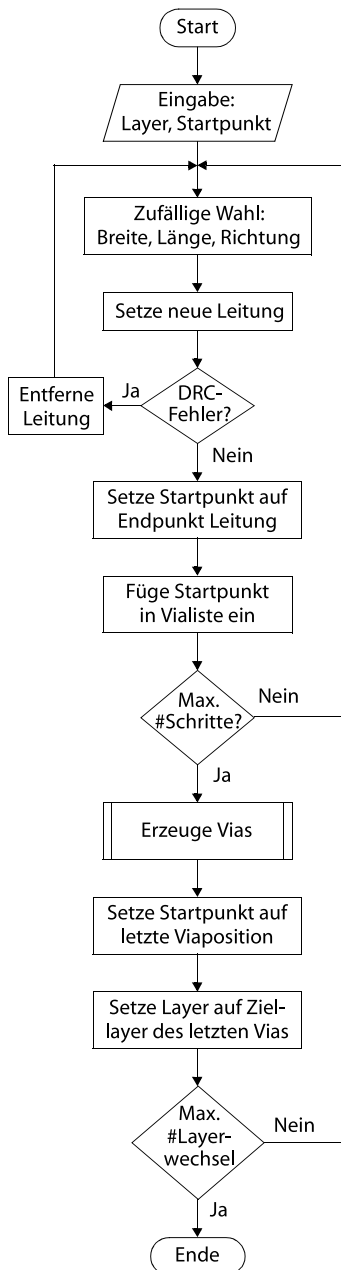 Start
Eingabe:
Layer, Startpunkt
Zufällige Wahl:
Breite, Länge, Richtung
Setze neue Leitung
Entferne
Leitung
Ja
DRC-
Fehler?
Nein
Setze Startpunkt auf
Endpunkt Leitung
Füge Startpunkt
in Vialiste ein
Max.
#Schritte?
Nein
Ja
Erzeuge Vias
Setze Startpunkt auf
letzte Viaposition
Setze Layer auf Ziel-
layer des letzten Vias
Max.
#Layer-
wechsel
Nein
Ja
Ende